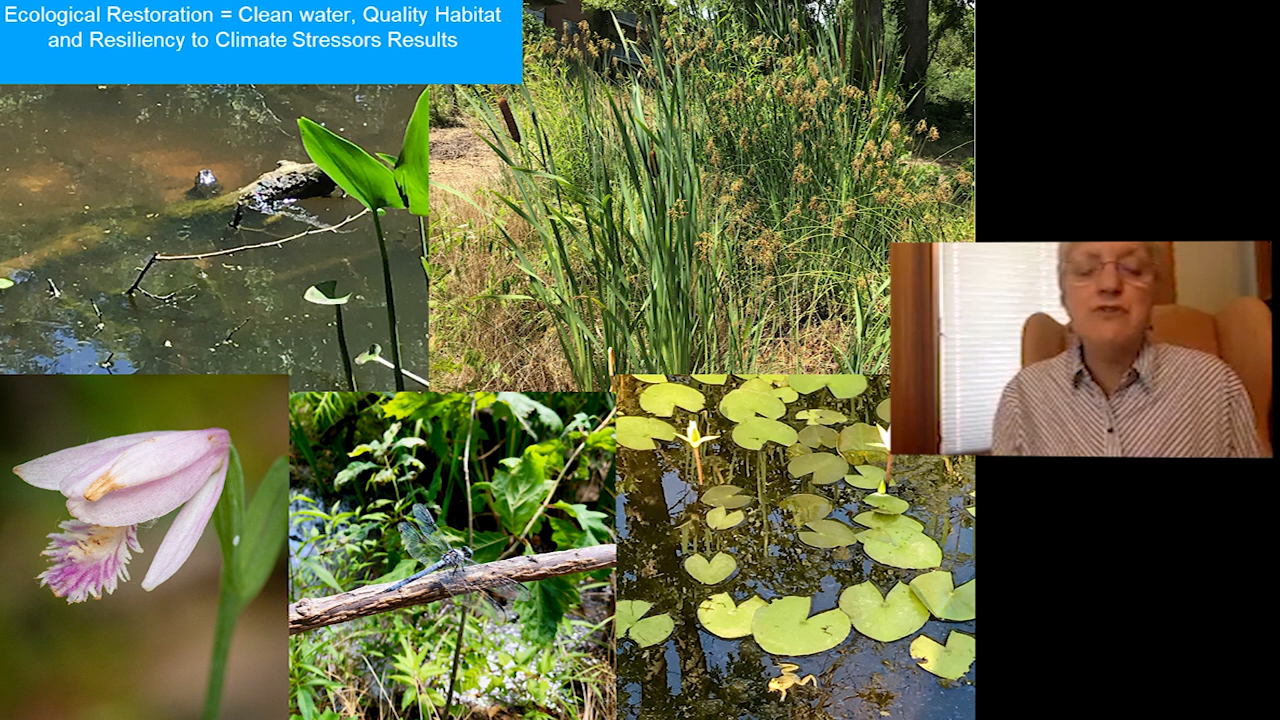 Ecological Restoration = Clean water, Quality Habitat
and Resiliency to Climate Stressors Results